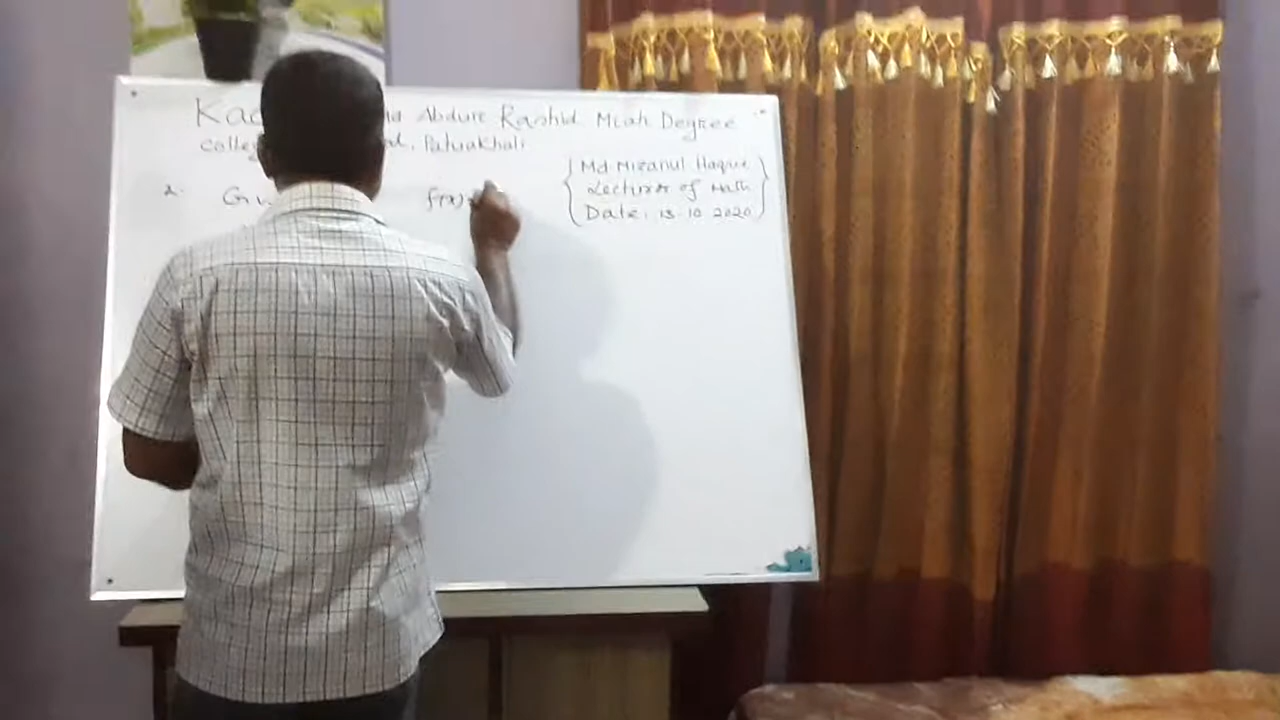 Abdur Rashid Miah Degree
Patuakhali
Md. Mizanul Haque
Lecturer of Math
Date: 13-10-2020
2. f(x)